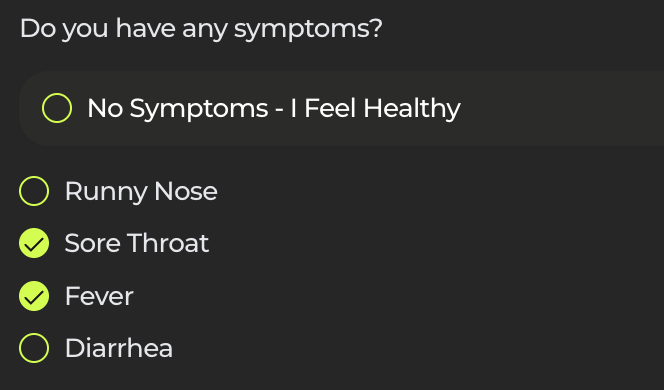 Do you have any symptoms?
No Symptoms - I Feel Healthy
Runny Nose
Sore Throat
Fever
Diarrhea